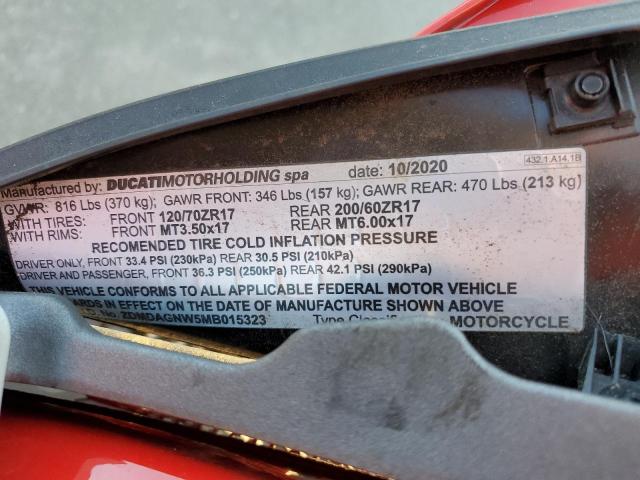 Manufactured by: DUCATIMOTORHOLDING spa date: 10/2020
432.1.A14.1B
GVWR: 816 Lbs (370 kg); GAWR FRONT: 346 Lbs (157 kg); GAWR REAR: 470 Lbs (213 kg)
WITH TIRES: FRONT 120/70ZR17 REAR 200/60ZR17
WITH RIMS: FRONT MT3.50x17 REAR MT6.00x17
RECOMENDED TIRE COLD INFLATION PRESSURE
DRIVER ONLY, FRONT 33.4 PSI (230kPa) REAR 30.5 PSI (210kPa)
DRIVER AND PASSENGER, FRONT 36.3 PSI (250kPa) REAR 42.1 PSI (290kPa)
THIS VEHICLE CONFORMS TO ALL APPLICABLE FEDERAL MOTOR VEHICLE
ARDS IN EFFECT ON THE DATE OF MANUFACTURE SHOWN ABOVE
No. ZDMDAGNW5MB015323 Type Classif MOTORCYCLE